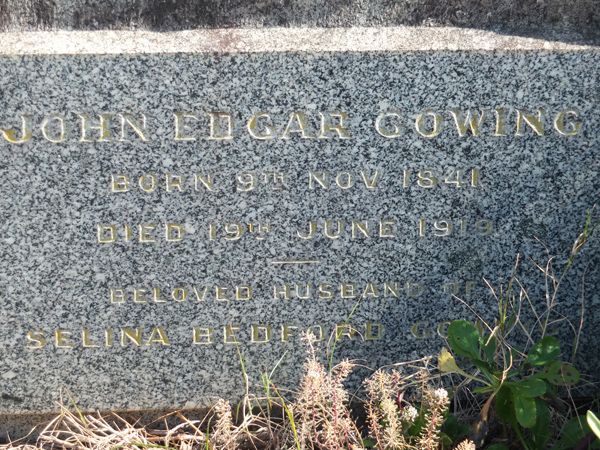 JOHN EDGAR GOWING
BORN 9TH NOV. 1841.
DIED 19TH JUNE 1919.
BELOVED HUSBAND OF
SELINA BEDFORD